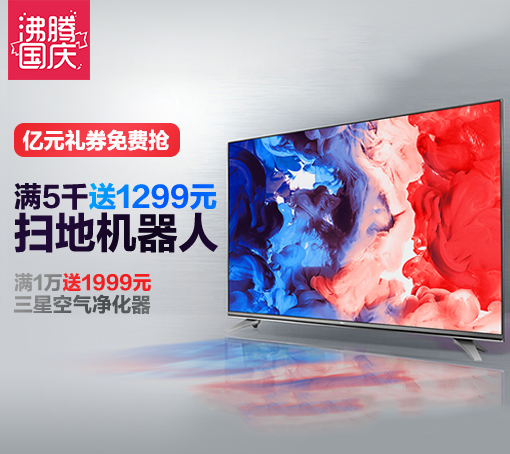 沸腾
国庆
亿元礼券免费抢
满5千送1299元
扫地机器人
满1万送1999元
三星空气净化器